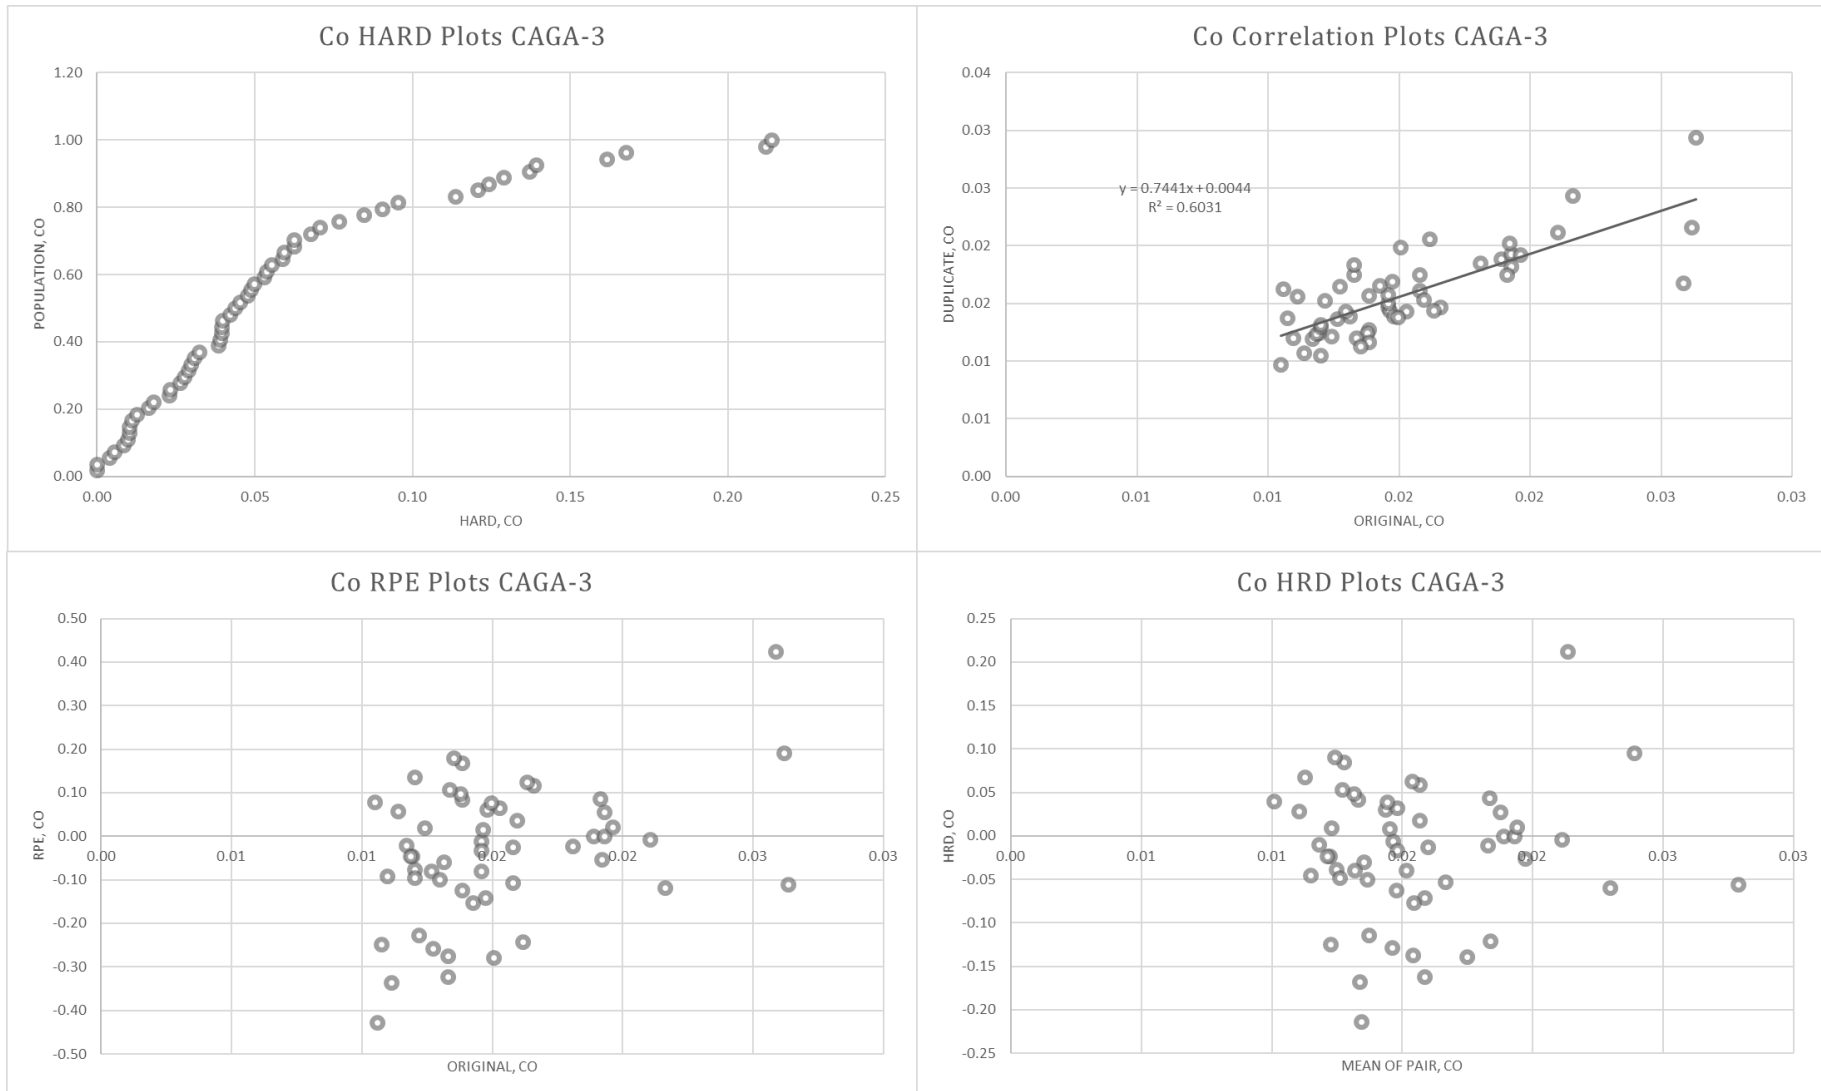 Co HARD Plots CAGA-3
1.20
1.00
0.80
0.60
0.40
0.20
0.00
POPULATION, CO
0.00 0.05 0.10 0.15 0.20 0.25
HARD, CO
Co Correlation Plots CAGA-3
0.04
0.03
0.03
0.02
0.02
0.01
0.01
0.00
DUPLICATE, CO
y = 0.7441x + 0.0044
R² = 0.6031
0.00 0.01 0.01 0.02 0.02 0.03 0.03
ORIGINAL, CO
Co RPE Plots CAGA-3
0.50
0.40
0.30
0.20
0.10
0.00
-0.10
-0.20
-0.30
-0.40
-0.50
RPE, CO
0.00 0.01 0.01 0.02 0.02 0.03 0.03
ORIGINAL, CO
Co HRD Plots CAGA-3
0.25
0.20
0.15
0.10
0.05
0.00
-0.05
-0.10
-0.15
-0.20
-0.25
HRD, CO
0.00 0.01 0.01 0.02 0.02 0.03 0.03
MEAN OF PAIR, CO